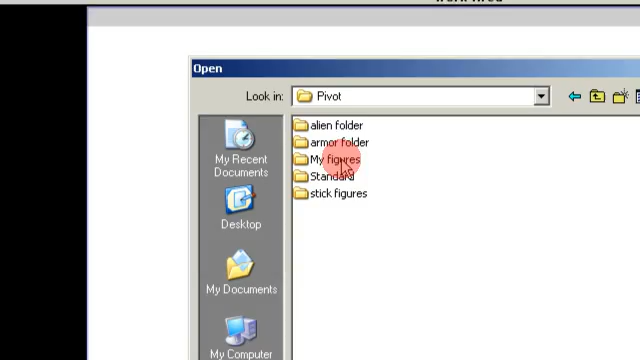 Open
Look in:
Pivot
alien folder
armor folder
My figures
Standard
stick figures
My Recent
Documents
Desktop
My Documents
My Computer